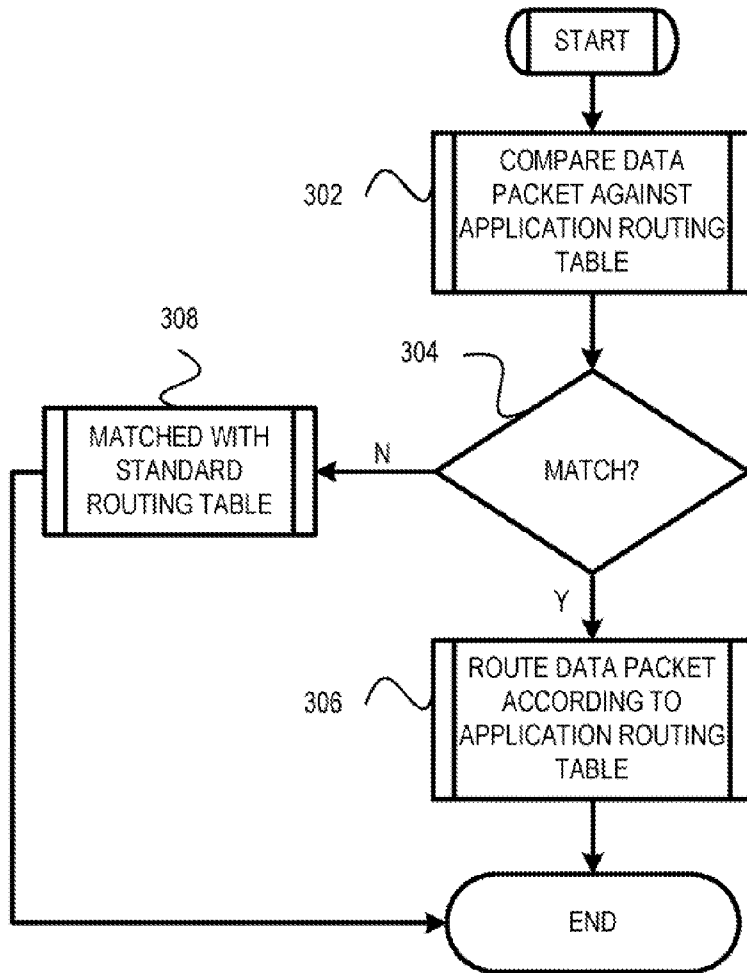 START
COMPARE DATA
PACKET AGAINST
APPLICATION ROUTING
TABLE
302
308
304
MATCHED WITH
STANDARD
ROUTING TABLE
N
MATCH?
Y
ROUTE DATA PACKET
ACCORDING TO
APPLICATION ROUTING
TABLE
306
END